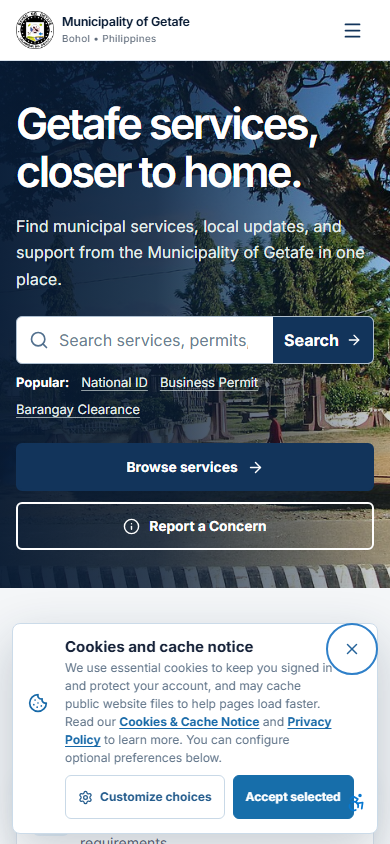 Municipality of Getafe
Bohol • Philippines
Getafe services,
closer to home.
Find municipal services, local updates, and
support from the Municipality of Getafe in one
place.
Search services, permits,
Search
Popular: National ID Business Permit
Barangay Clearance
Browse services
Report a Concern
Cookies and cache notice
We use essential cookies to keep you signed in
and protect your account, and may cache
public website files to help pages load faster.
Read our Cookies & Cache Notice and Privacy
Policy to learn more. You can configure
optional preferences below.
Customize choices
Accept selected
requirements